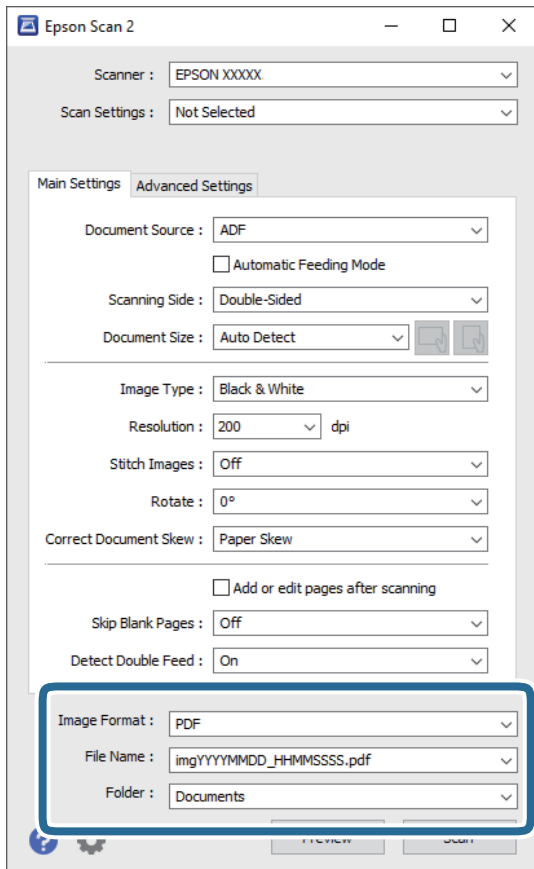 Epson Scan 2
Scanner : EPSON XXXXX
Scan Settings : Not Selected
Main Settings Advanced Settings
Document Source : ADF
Automatic Feeding Mode
Scanning Side : Double-Sided
Document Size : Auto Detect
Image Type : Black & White
Resolution : 200 dpi
Stitch Images : Off
Rotate : 0°
Correct Document Skew : Paper Skew
Add or edit pages after scanning
Skip Blank Pages : Off
Detect Double Feed : On
Image Format : PDF
File Name : imgYYYYMMDD_HHMMSSSS.pdf
Folder : Documents
? Preview Scan